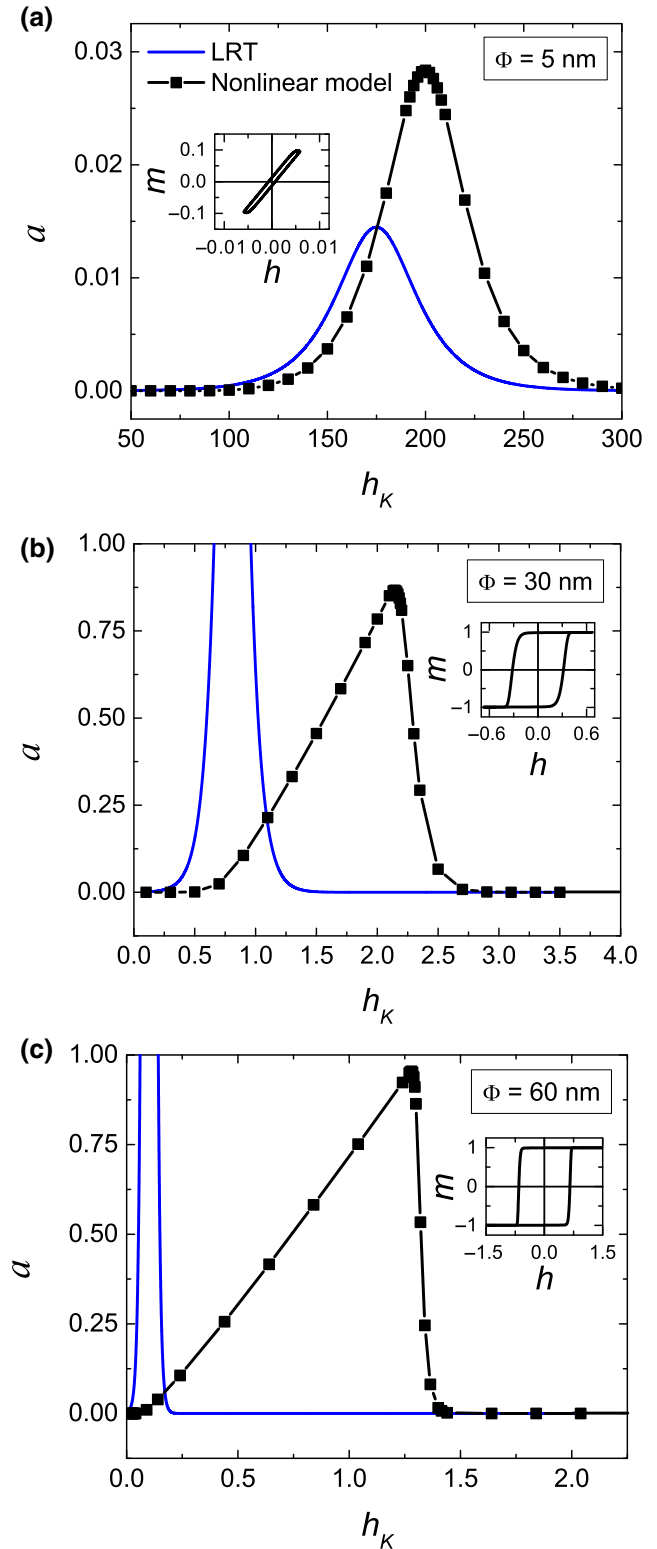 (a)
0.03
0.02
0.01
0.00
a
LRT
Nonlinear model
Φ = 5 nm
0.1
0.0
−0.1
m
−0.01 0.00 0.01
h
50 100 150 200 250 300
h_K
(b)
1.00
0.75
0.50
0.25
0.00
a
Φ = 30 nm
1
0
−1
m
−0.6 0.0 0.6
h
0.0 0.5 1.0 1.5 2.0 2.5 3.0 3.5 4.0
h_K
(c)
1.00
0.75
0.50
0.25
0.00
a
Φ = 60 nm
1
0
−1
m
−1.5 0.0 1.5
h
0.0 0.5 1.0 1.5 2.0
h_K